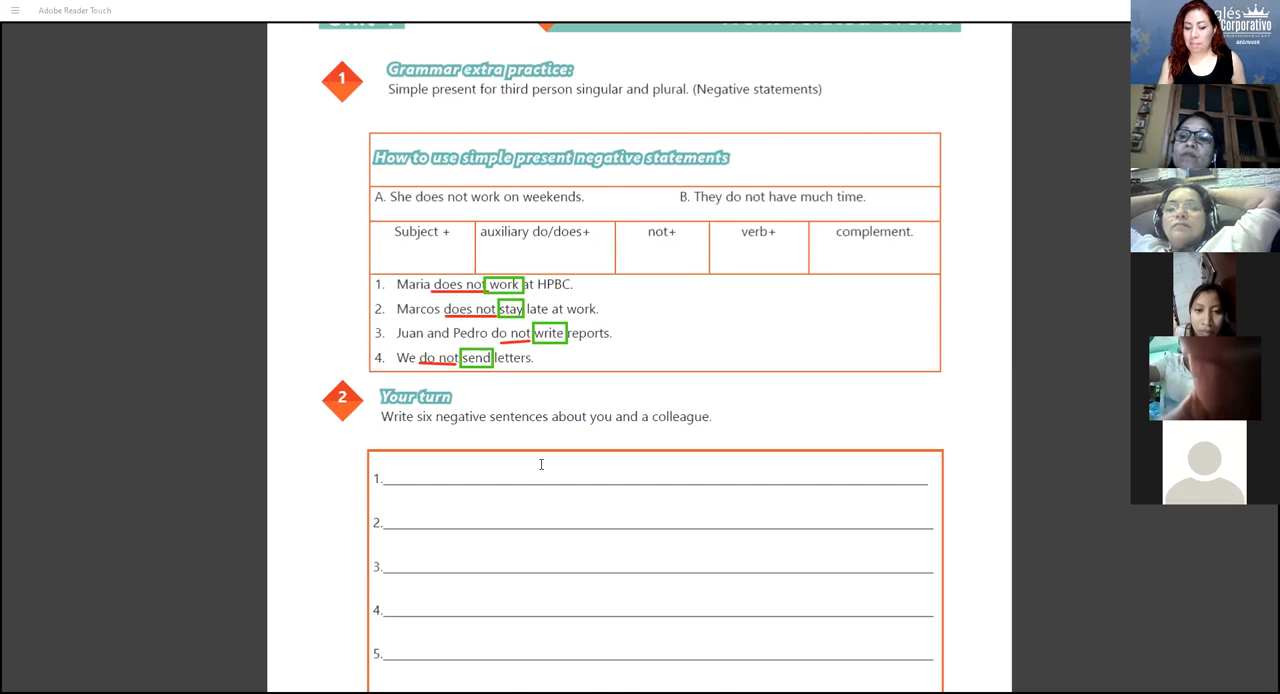 Adobe Reader Touch
Grammar extra practice:
1
Simple present for third person singular and plural. (Negative statements)
How to use simple present negative statements
A. She does not work on weekends. B. They do not have much time.
Subject + auxiliary do/does+ not+ verb+ complement.
1. Maria does not work at HPBC.
2. Marcos does not stay late at work.
3. Juan and Pedro do not write reports.
4. We do not send letters.
2
Your turn
Write six negative sentences about you and a colleague.
1.
2.
3.
4.
5.
glés
Corporativo
BEGINNER